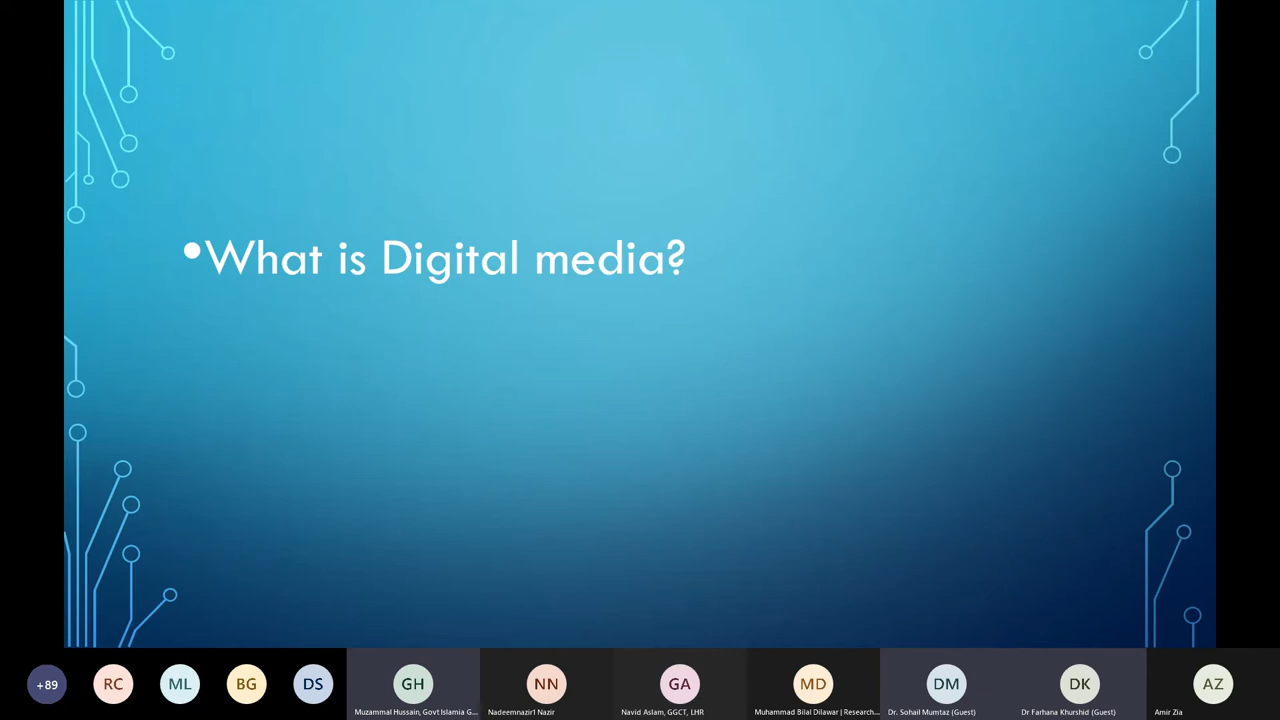 •What is Digital media?
+89
RC
ML
BG
DS
GH
NN
GA
MD
DM
DK
AZ
Muzammal Hussain, Govt Islamia G...
Nadeemnazir1 Nazir
Navid Aslam, GGCT, LHR
Muhammad Bilal Dilawar | Research...
Dr. Sohail Mumtaz (Guest)
Dr Farhana Khurshid (Guest)
Amir Zia